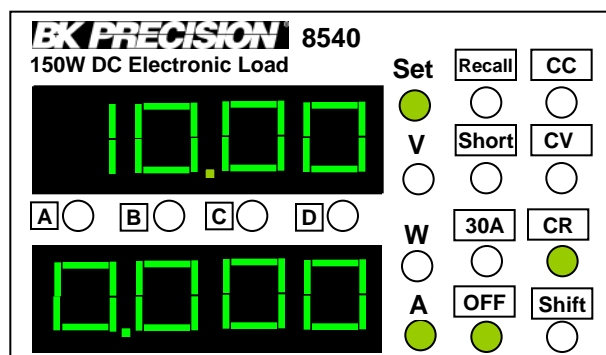 BK PRECISION® 8540
150W DC Electronic Load
Set Recall CC
10.00
V Short CV
A B C D
W 30A CR
0.000
A OFF Shift